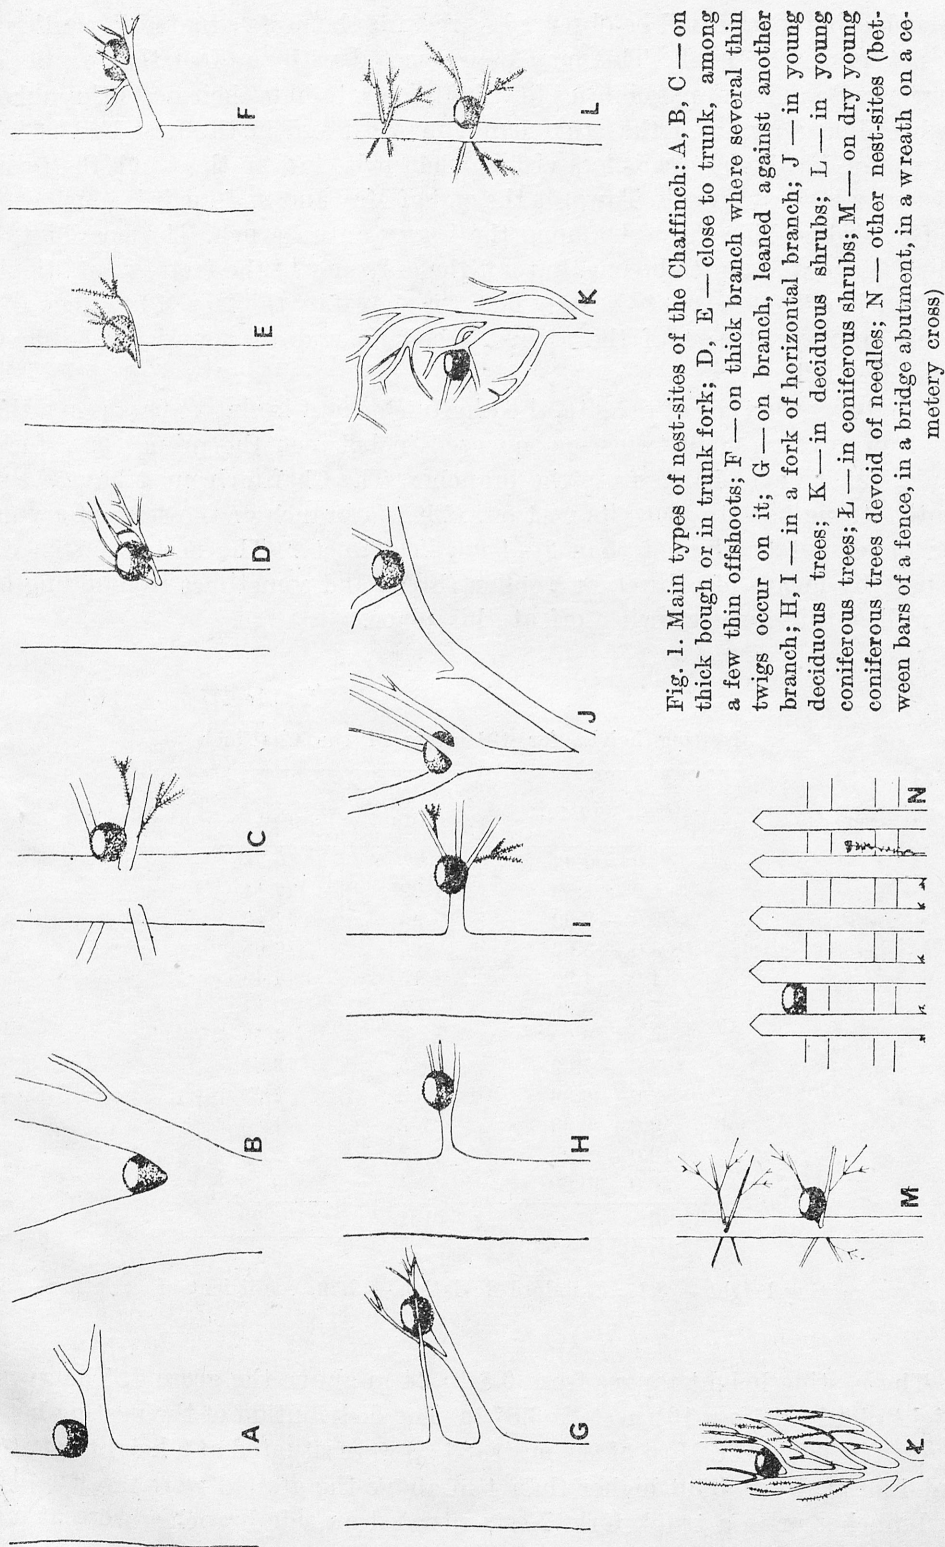 A
B
C
D
E
F
G
H
I
J
K
L
Ł
M
N
Fig. 1. Main types of nest-sites of the Chaffinch: A, B, C — on
thick bough or in trunk fork; D, E — close to trunk, among
a few thin offshoots; F — on thick branch where several thin
twigs occur on it; G — on branch, leaned against another
branch; H, I — in a fork of horizontal branch; J — in young
deciduous trees; K — in deciduous shrubs; L — in young
coniferous trees; Ł — in coniferous shrubs; M — on dry young
coniferous trees devoid of needles; N — other nest-sites (bet-
ween bars of a fence, in a bridge abutment, in a wreath on a ce-
metery cross)